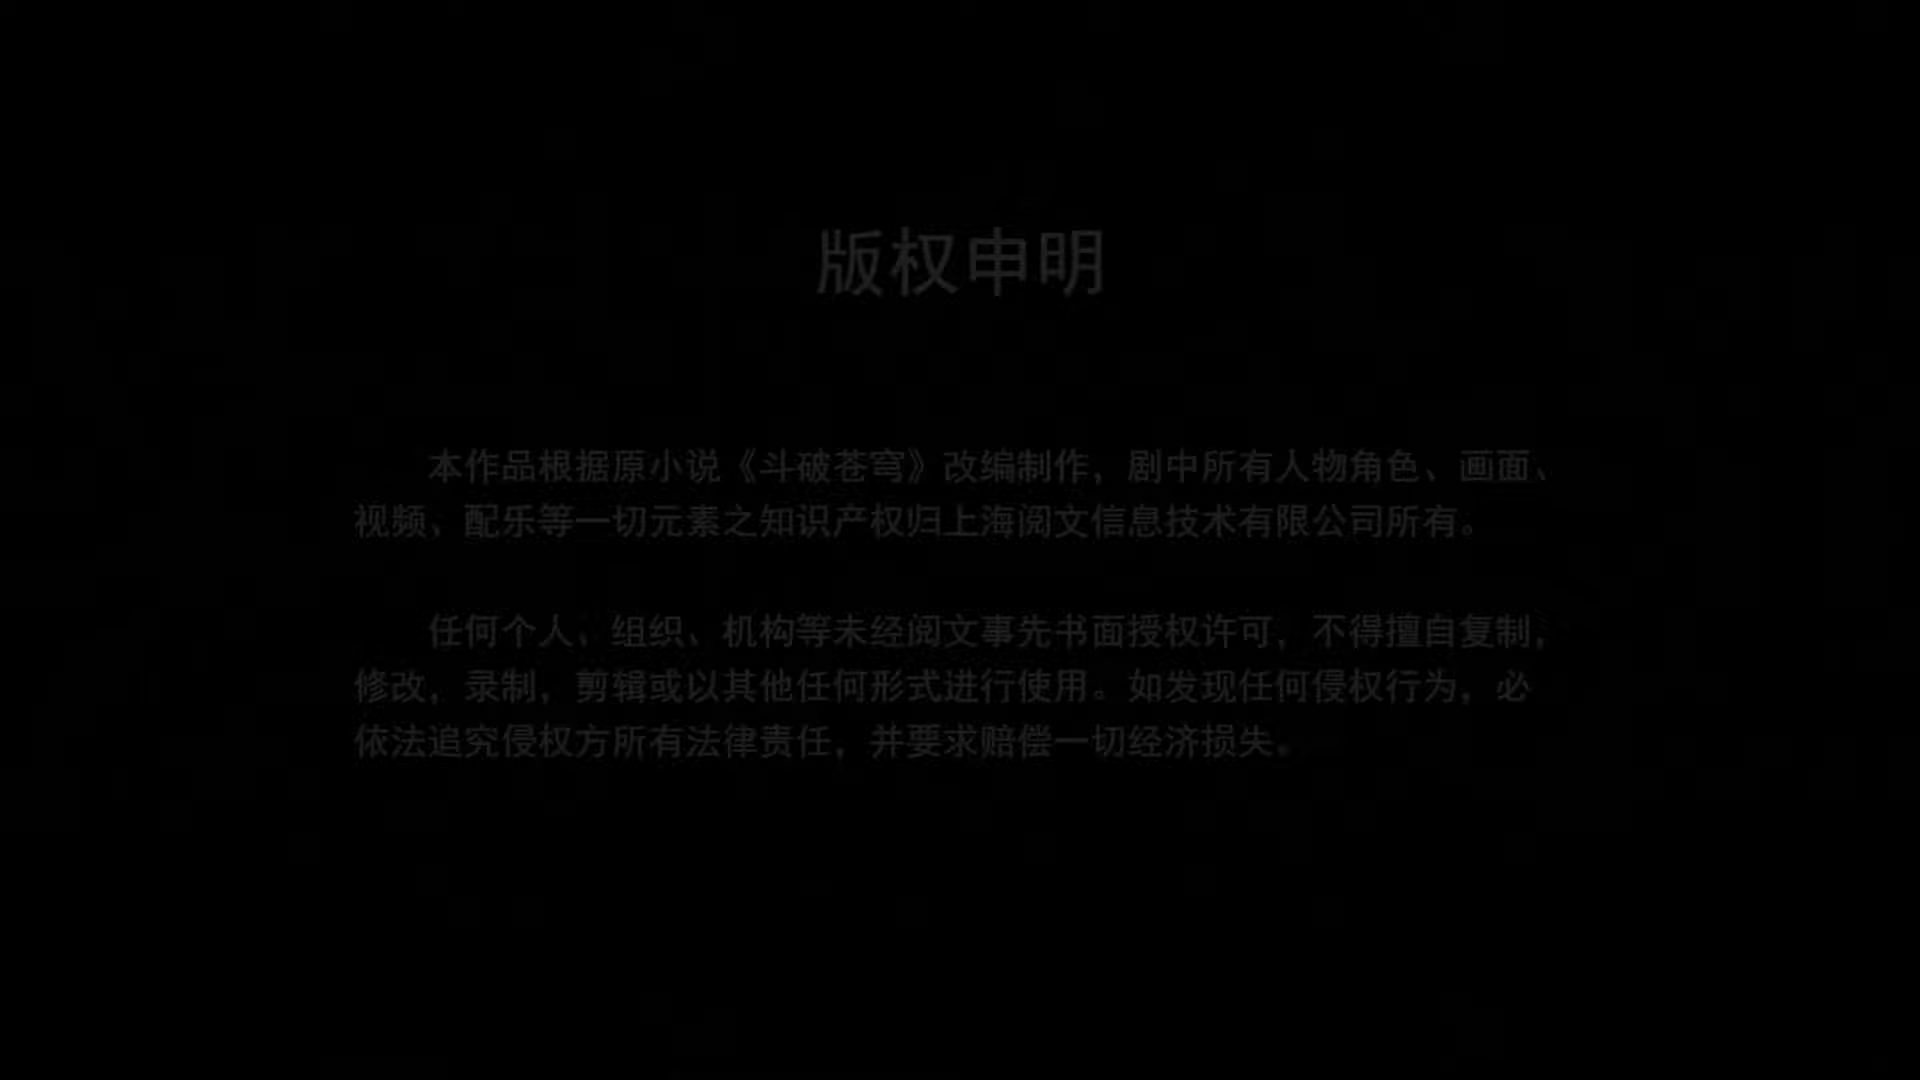 版权申明
本作品根据原小说《斗破苍穹》改编制作，剧中所有人物角色、画面、
视频、配乐等一切元素之知识产权归上海阅文信息技术有限公司所有。
任何个人、组织、机构等未经阅文事先书面授权许可，不得擅自复制，
修改，录制，剪辑或以其他任何形式进行使用。如发现任何侵权行为，必
依法追究侵权方所有法律责任，并要求赔偿一切经济损失。